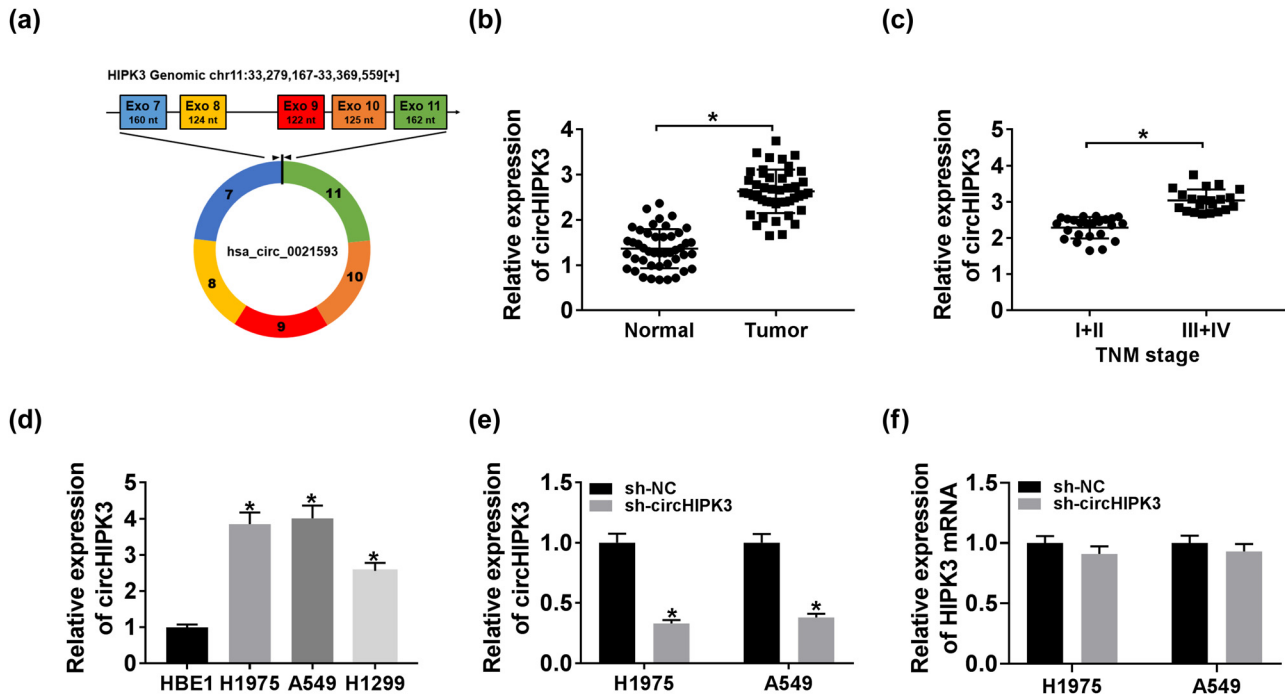 (a)
HIPK3 Genomic chr11:33,279,167-33,369,559[+]
Exo 7
160 nt
Exo 8
124 nt
Exo 9
122 nt
Exo 10
125 nt
Exo 11
162 nt
7
11
hsa_circ_0021593
8
10
9
(b)
Relative expression
of circHIPK3
4
3
2
1
0
*
Normal
Tumor
(c)
Relative expression
of circHIPK3
5
4
3
2
1
0
*
I+II
III+IV
TNM stage
(d)
Relative expression
of circHIPK3
5
4
3
2
1
0
*
*
*
HBE1
H1975
A549
H1299
(e)
Relative expression
of circHIPK3
1.5
1.0
0.5
0.0
sh-NC
sh-circHIPK3
*
*
H1975
A549
(f)
Relative expression
of HIPK3 mRNA
1.5
1.0
0.5
0.0
sh-NC
sh-circHIPK3
H1975
A549